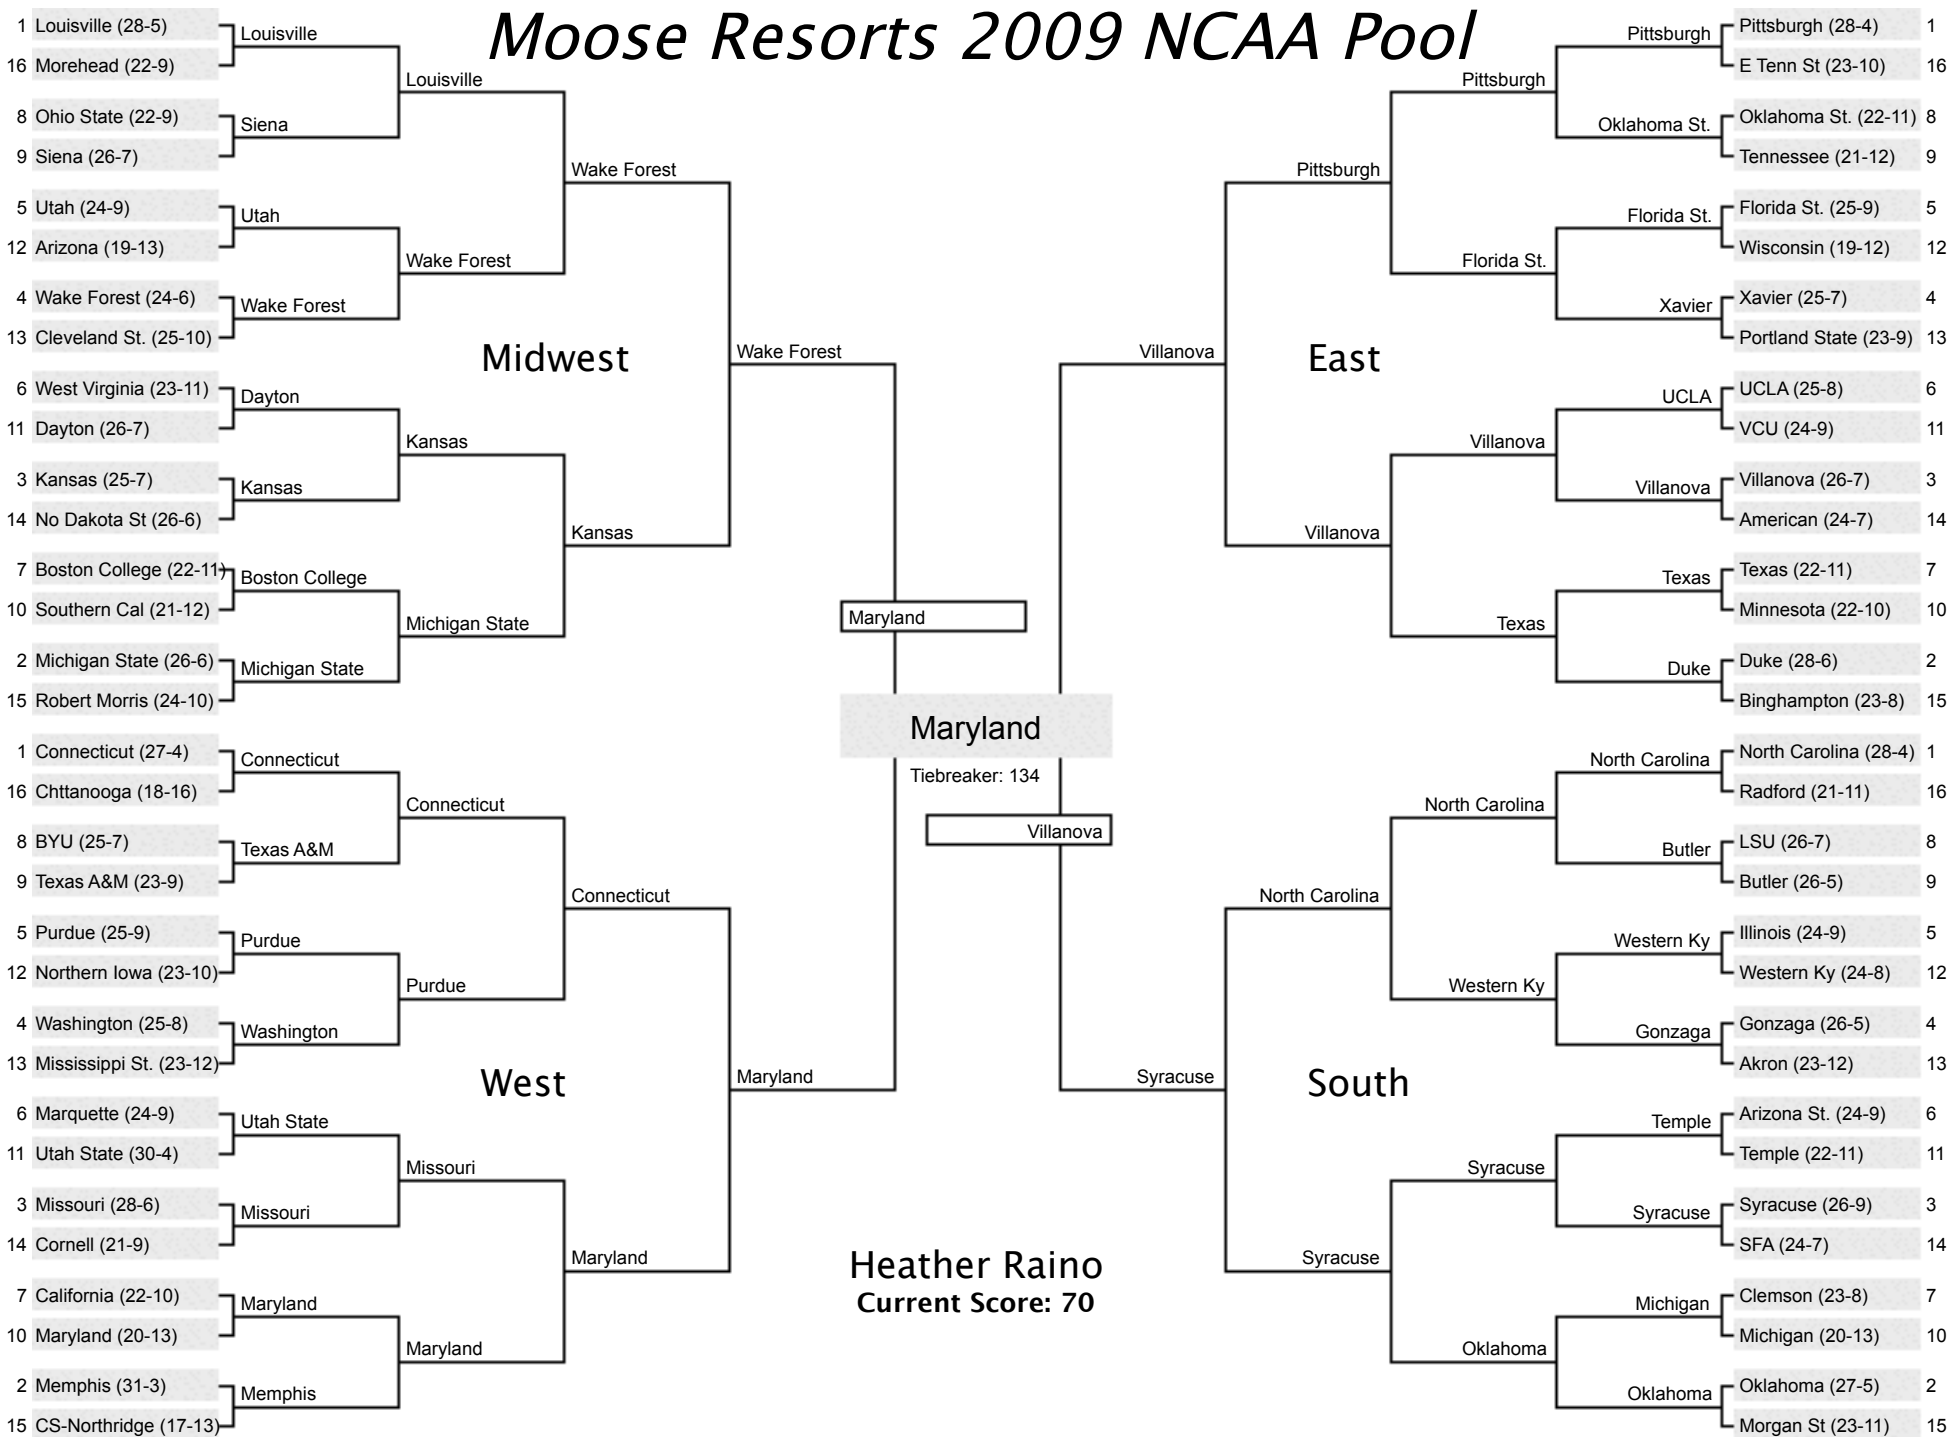 Moose Resorts 2009 NCAA Pool
1 Louisville (28-5)
16 Morehead (22-9)
8 Ohio State (22-9)
9 Siena (26-7)
5 Utah (24-9)
12 Arizona (19-13)
4 Wake Forest (24-6)
13 Cleveland St. (25-10)
6 West Virginia (23-11)
11 Dayton (26-7)
3 Kansas (25-7)
14 No Dakota St (26-6)
7 Boston College (22-11)
10 Southern Cal (21-12)
2 Michigan State (26-6)
15 Robert Morris (24-10)
Louisville
Siena
Utah
Wake Forest
Dayton
Kansas
Boston College
Michigan State
Louisville
Wake Forest
Kansas
Michigan State
Wake Forest
Kansas
Midwest
Wake Forest
1 Connecticut (27-4)
16 Chttanooga (18-16)
8 BYU (25-7)
9 Texas A&M (23-9)
5 Purdue (25-9)
12 Northern Iowa (23-10)
4 Washington (25-8)
13 Mississippi St. (23-12)
6 Marquette (24-9)
11 Utah State (30-4)
3 Missouri (28-6)
14 Cornell (21-9)
7 California (22-10)
10 Maryland (20-13)
2 Memphis (31-3)
15 CS-Northridge (17-13)
Connecticut
Texas A&M
Purdue
Washington
Utah State
Missouri
Maryland
Memphis
Connecticut
Purdue
Missouri
Maryland
Connecticut
Maryland
West
Maryland
Maryland
Maryland
Tiebreaker: 134
Villanova
Heather Raino
Current Score: 70
Pittsburgh (28-4) 1
E Tenn St (23-10) 16
Oklahoma St. (22-11) 8
Tennessee (21-12) 9
Florida St. (25-9) 5
Wisconsin (19-12) 12
Xavier (25-7) 4
Portland State (23-9) 13
UCLA (25-8) 6
VCU (24-9) 11
Villanova (26-7) 3
American (24-7) 14
Texas (22-11) 7
Minnesota (22-10) 10
Duke (28-6) 2
Binghampton (23-8) 15
Pittsburgh
Oklahoma St.
Florida St.
Xavier
UCLA
Villanova
Texas
Duke
Pittsburgh
Florida St.
Villanova
Texas
Pittsburgh
Villanova
East
Villanova
North Carolina (28-4) 1
Radford (21-11) 16
LSU (26-7) 8
Butler (26-5) 9
Illinois (24-9) 5
Western Ky (24-8) 12
Gonzaga (26-5) 4
Akron (23-12) 13
Arizona St. (24-9) 6
Temple (22-11) 11
Syracuse (26-9) 3
SFA (24-7) 14
Clemson (23-8) 7
Michigan (20-13) 10
Oklahoma (27-5) 2
Morgan St (23-11) 15
North Carolina
Butler
Western Ky
Gonzaga
Temple
Syracuse
Michigan
Oklahoma
North Carolina
Western Ky
Syracuse
Oklahoma
North Carolina
Syracuse
South
Syracuse